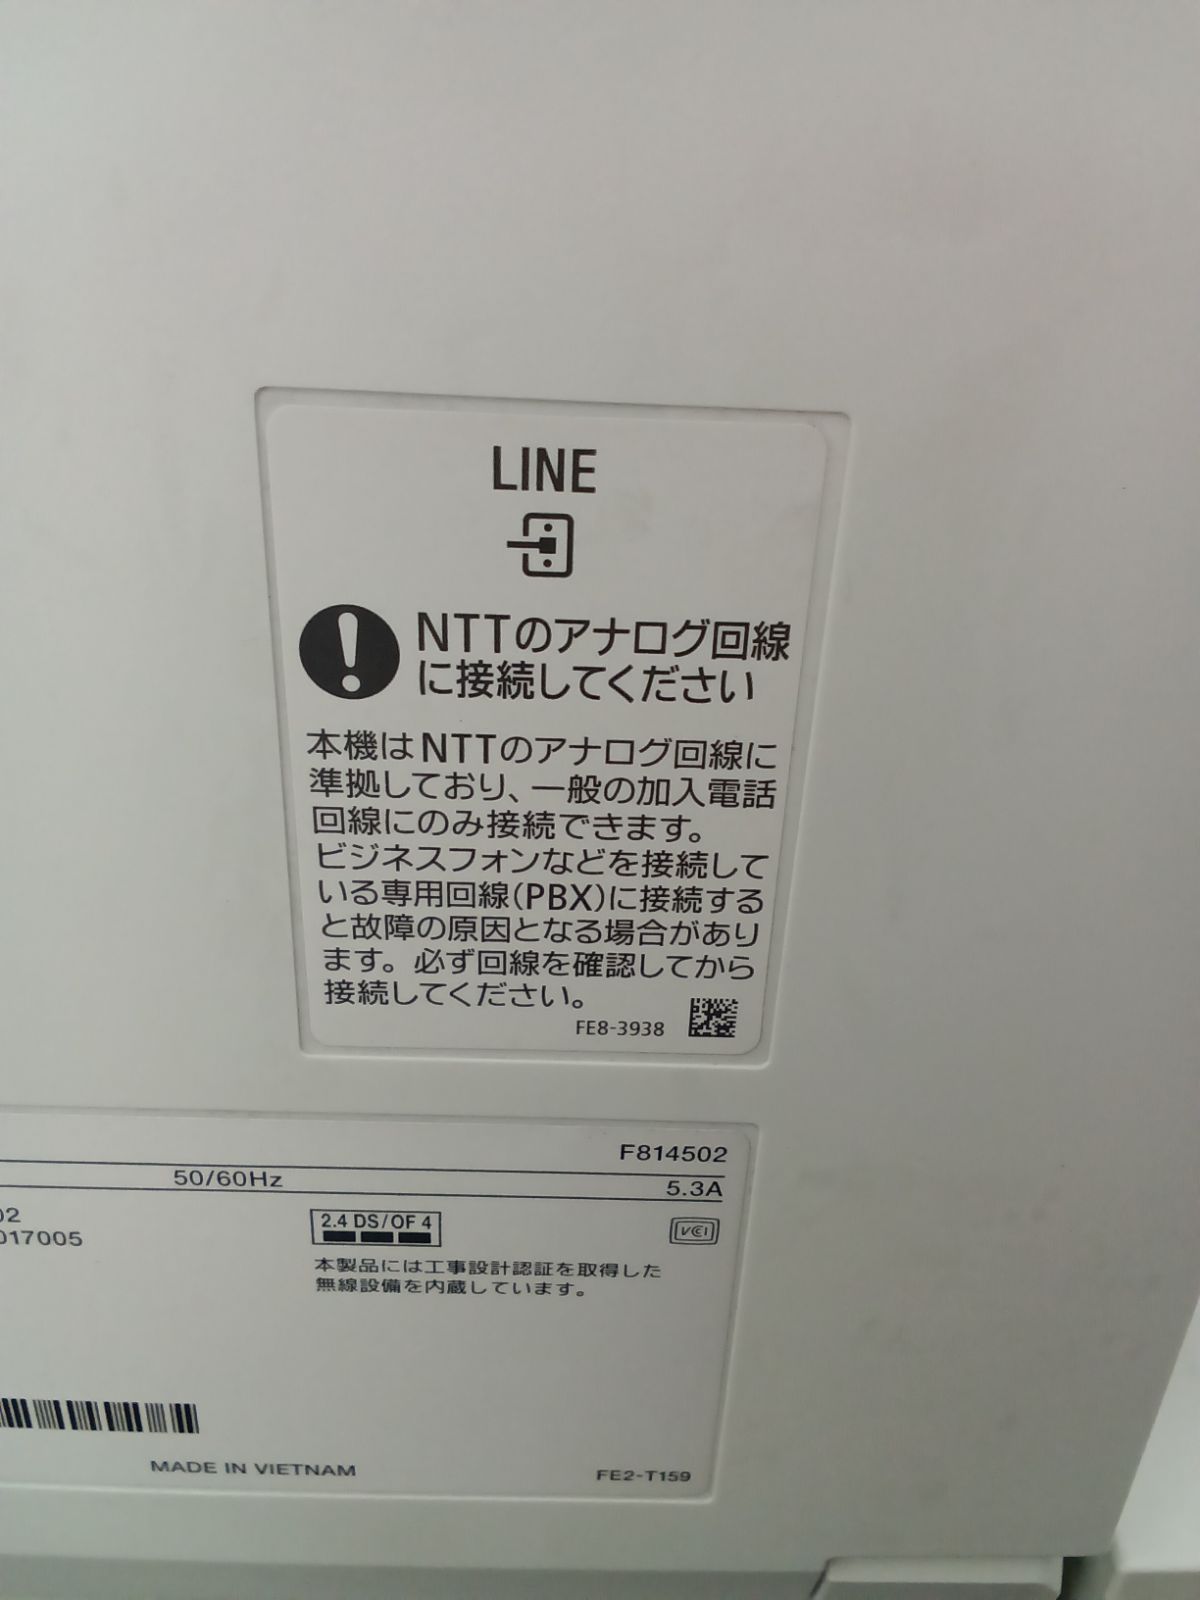 LINE
NTTのアナログ回線
に接続してください
本機はNTTのアナログ回線に
準拠しており、一般の加入電話
回線にのみ接続できます。
ビジネスフォンなどを接続して
いる専用回線(PBX)に接続する
と故障の原因となる場合があり
ます。必ず回線を確認してから
接続してください。
FE8-3938
F814502
50/60Hz 5.3A
02
017005
2.4 DS/OF 4
VCCI
本製品には工事設計認証を取得した
無線設備を内蔵しています。
MADE IN VIETNAM
FE2-T159